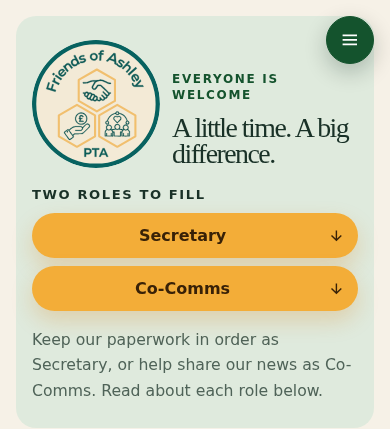 Friends of Ashley
£
PTA
EVERYONE IS
WELCOME
A little time. A big
difference.
TWO ROLES TO FILL
Secretary ↓
Co-Comms ↓
Keep our paperwork in order as
Secretary, or help share our news as Co-
Comms. Read about each role below.